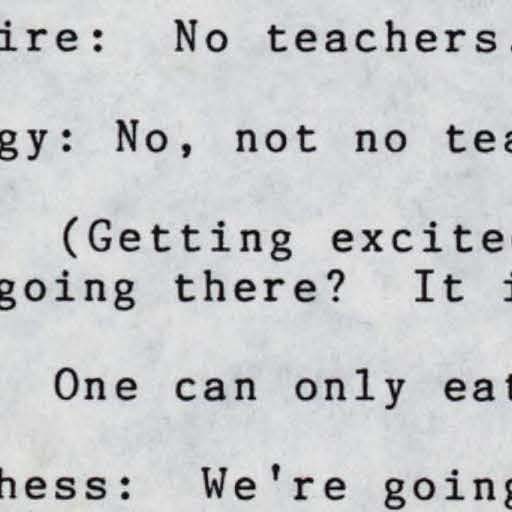 ire:  No teachers.
gy: No, not no tea
(Getting excite
going there?  It i
One can only eat
hess:  We're going